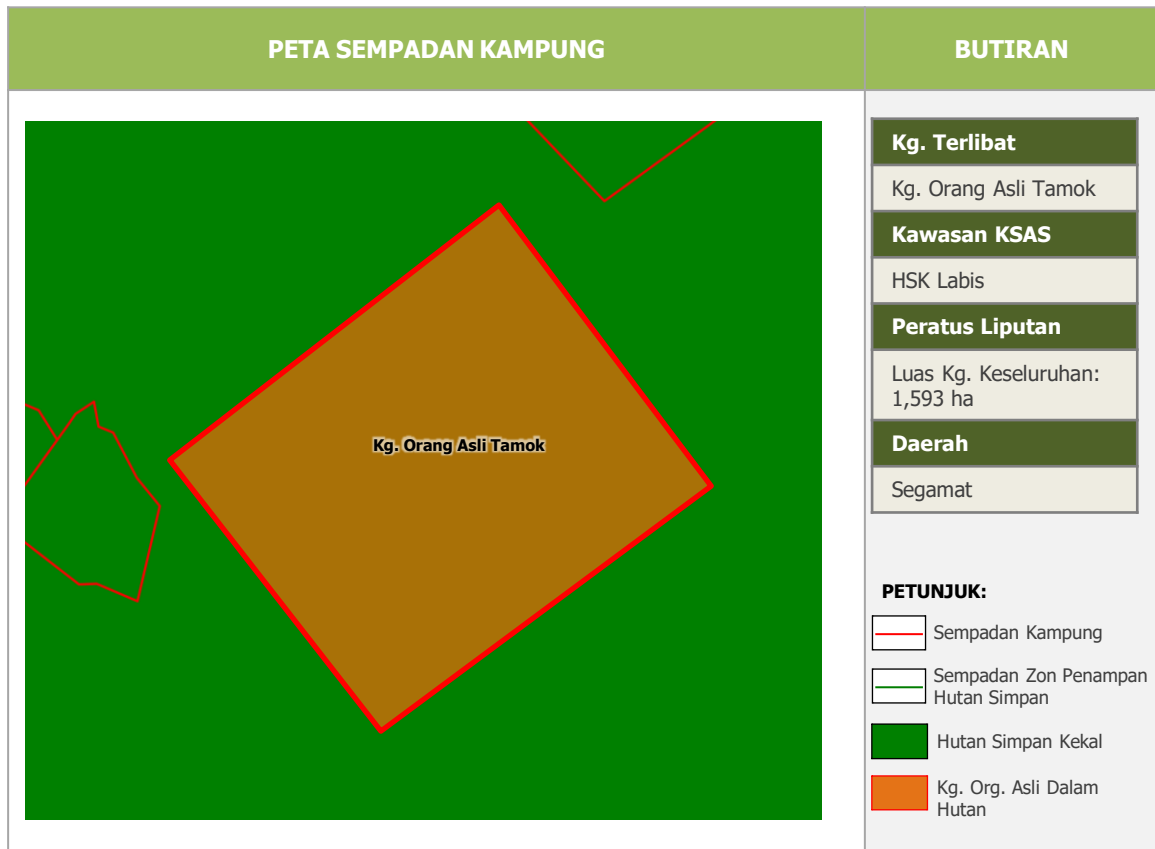 PETA SEMPADAN KAMPUNG
BUTIRAN
Kg. Orang Asli Tamok
Kg. Terlibat
Kg. Orang Asli Tamok
Kawasan KSAS
HSK Labis
Peratus Liputan
Luas Kg. Keseluruhan:
1,593 ha
Daerah
Segamat
PETUNJUK:
Sempadan Kampung
Sempadan Zon Penampan
Hutan Simpan
Hutan Simpan Kekal
Kg. Org. Asli Dalam
Hutan